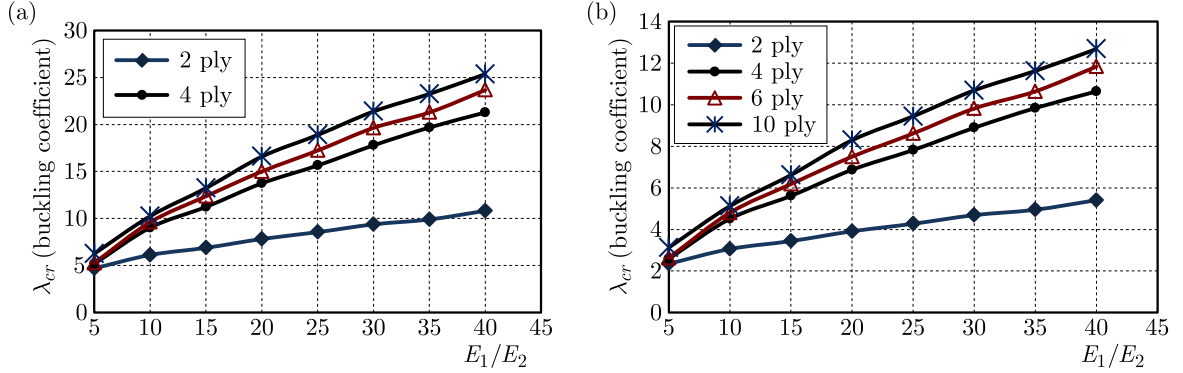 (a)
λcr (buckling coefficient)
30
25
20
15
10
5
0
2 ply
4 ply
5 10 15 20 25 30 35 40 45
E1/E2
(b)
λcr (buckling coefficient)
14
12
10
8
6
4
2
0
2 ply
4 ply
6 ply
10 ply
5 10 15 20 25 30 35 40 45
E1/E2